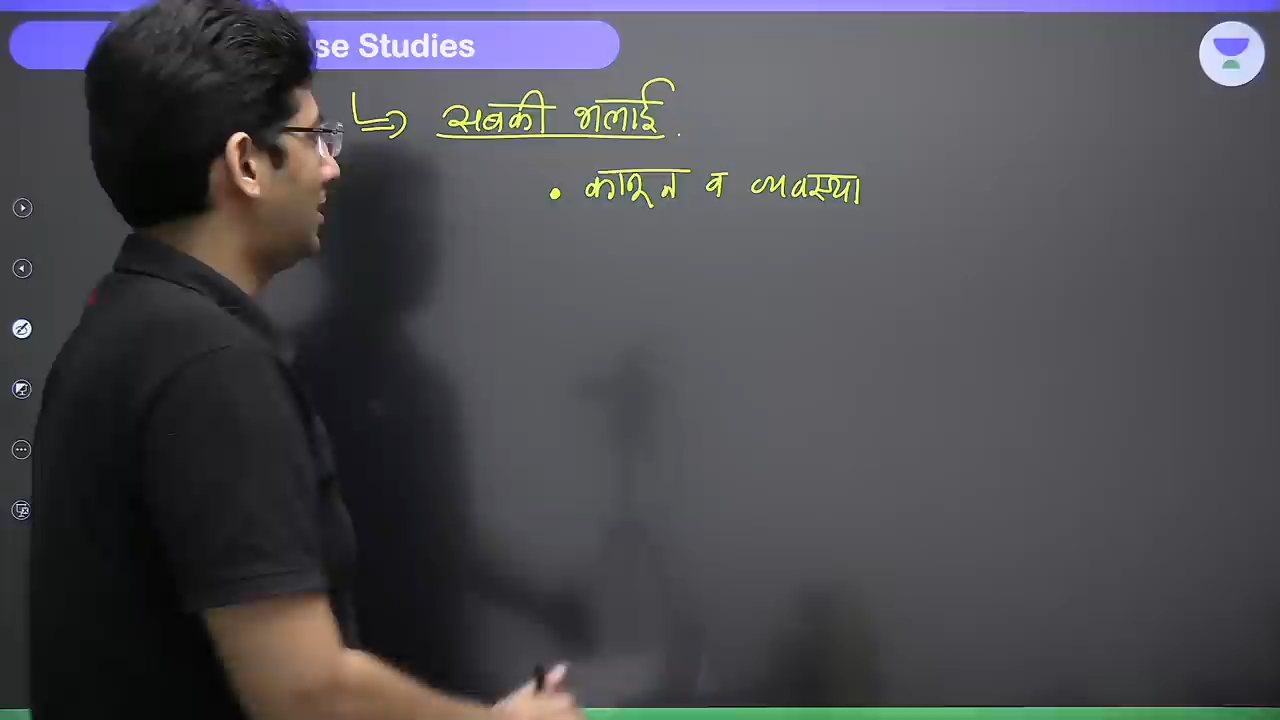 se Studies
सबकी भलाई.
• कानून व व्यवस्था